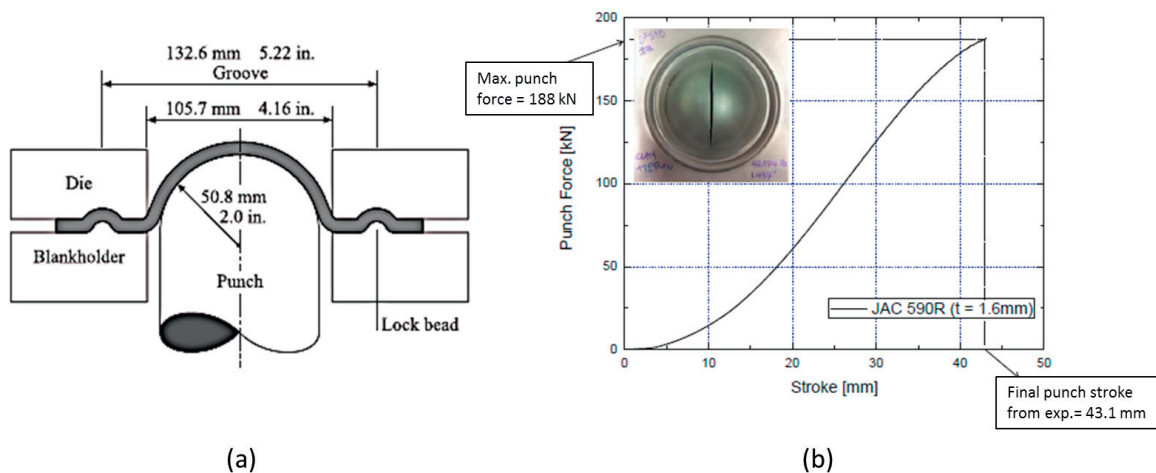 132.6 mm 5.22 in.
Groove
105.7 mm 4.16 in.
Die
50.8 mm
2.0 in.
Blankholder
Punch
Lock bead
(a)
Max. punch
force = 188 kN
Punch Force [kN]
200
150
100
50
0
0 10 20 30 40 50
Stroke [mm]
JAC 590R (t = 1.6mm)
Final punch stroke
from exp.= 43.1 mm
(b)